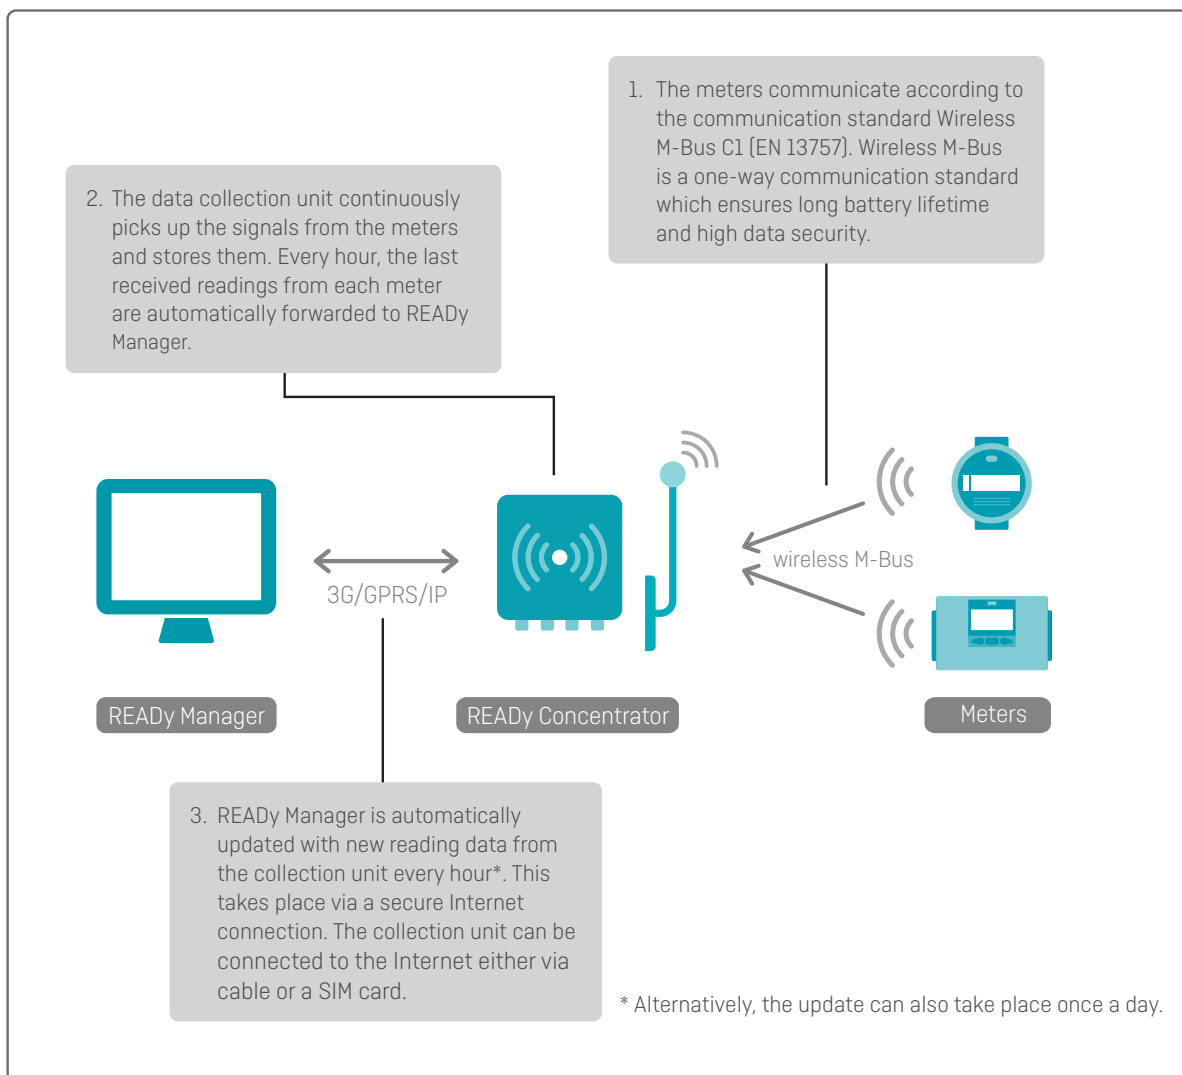 1. The meters communicate according to
the communication standard Wireless
M-Bus C1 (EN 13757). Wireless M-Bus
is a one-way communication standard
which ensures long battery lifetime
and high data security.
2. The data collection unit continuously
picks up the signals from the meters
and stores them. Every hour, the last
received readings from each meter
are automatically forwarded to READy
Manager.
3G/GPRS/IP
wireless M-Bus
READy Manager
READy Concentrator
Meters
3. READy Manager is automatically
updated with new reading data from
the collection unit every hour*. This
takes place via a secure Internet
connection. The collection unit can be
connected to the Internet either via
cable or a SIM card.
* Alternatively, the update can also take place once a day.